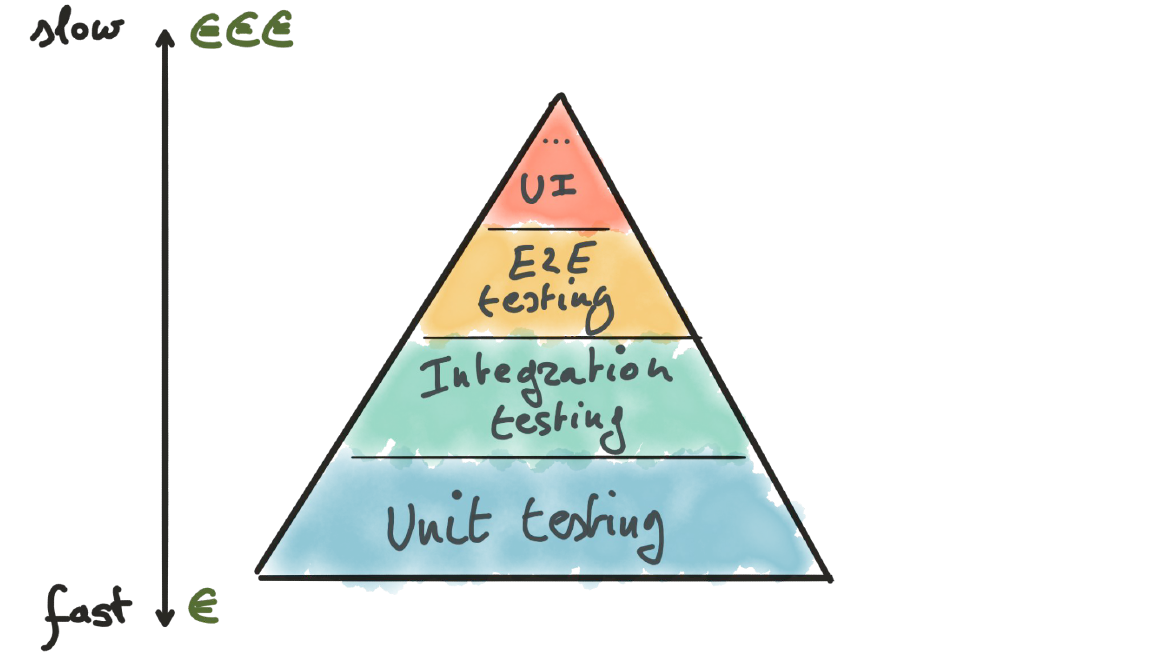 slow €€€
...
UI
E2E
testing
Integration
testing
Unit testing
fast €